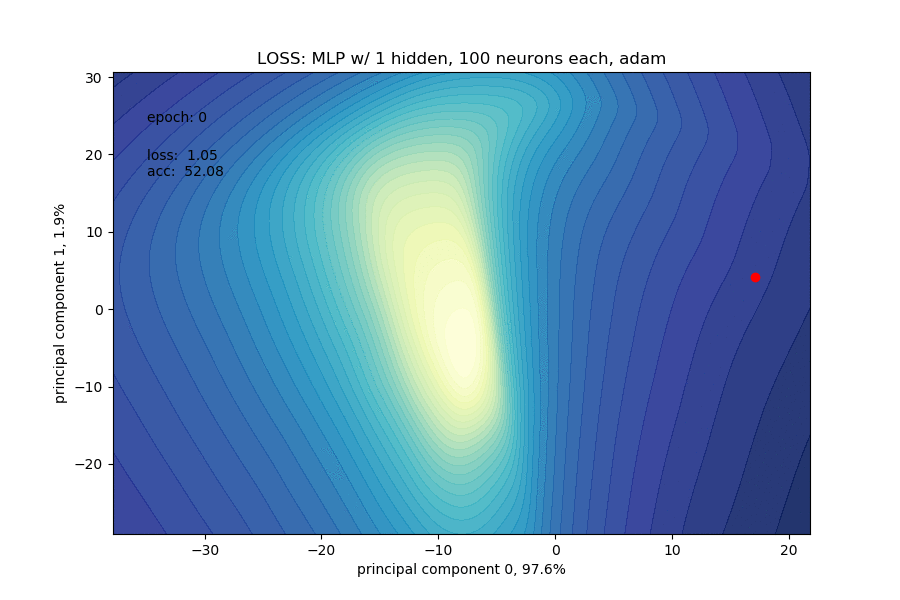 LOSS: MLP w/ 1 hidden, 100 neurons each, adam
30
20
10
0
−10
−20
principal component 1, 1.9%
epoch: 0
loss: 1.05
acc: 52.08
−30
−20
−10
0
10
20
principal component 0, 97.6%